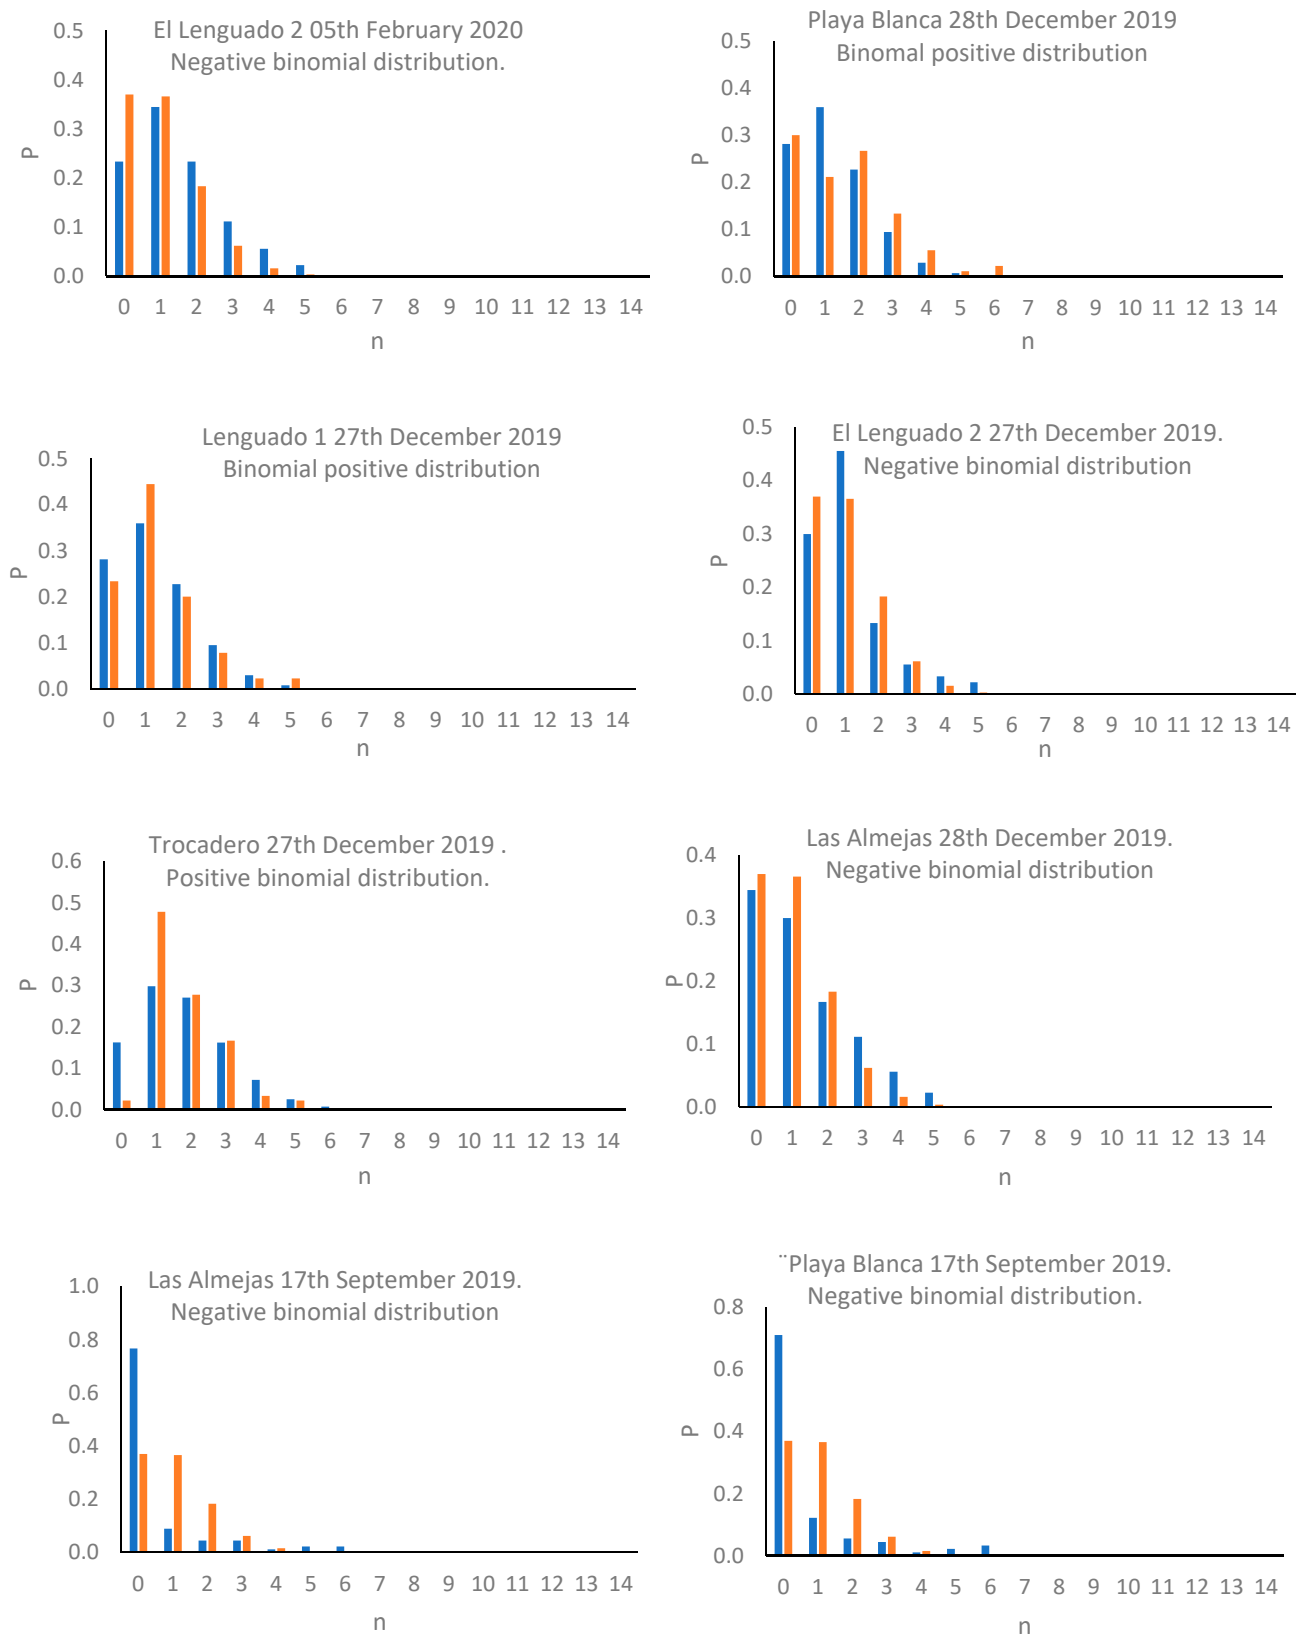 El Lenguado 2 05th February 2020
Negative binomial distribution.
0.5
0.4
0.3
0.2
0.1
0.0
P
0 1 2 3 4 5 6 7 8 9 10 11 12 13 14
n
Playa Blanca 28th December 2019
Binomal positive distribution
0.5
0.4
0.3
0.2
0.1
0.0
P
0 1 2 3 4 5 6 7 8 9 10 11 12 13 14
n
Lenguado 1 27th December 2019
Binomial positive distribution
0.5
0.4
0.3
0.2
0.1
0.0
P
0 1 2 3 4 5 6 7 8 9 10 11 12 13 14
n
El Lenguado 2 27th December 2019.
Negative binomial distribution
0.5
0.4
0.3
0.2
0.1
0.0
P
0 1 2 3 4 5 6 7 8 9 10 11 12 13 14
n
Trocadero 27th December 2019 .
Positive binomial distribution.
0.6
0.5
0.4
0.3
0.2
0.1
0.0
P
0 1 2 3 4 5 6 7 8 9 10 11 12 13 14
n
Las Almejas 28th December 2019.
Negative binomial distribution
0.4
0.3
0.2
0.1
0.0
P
0 1 2 3 4 5 6 7 8 9 10 11 12 13 14
n
Las Almejas 17th September 2019.
Negative binomial distribution
1.0
0.8
0.6
0.4
0.2
0.0
P
0 1 2 3 4 5 6 7 8 9 10 11 12 13 14
n
¨Playa Blanca 17th September 2019.
Negative binomial distribution.
0.8
0.6
0.4
0.2
0.0
P
0 1 2 3 4 5 6 7 8 9 10 11 12 13 14
n